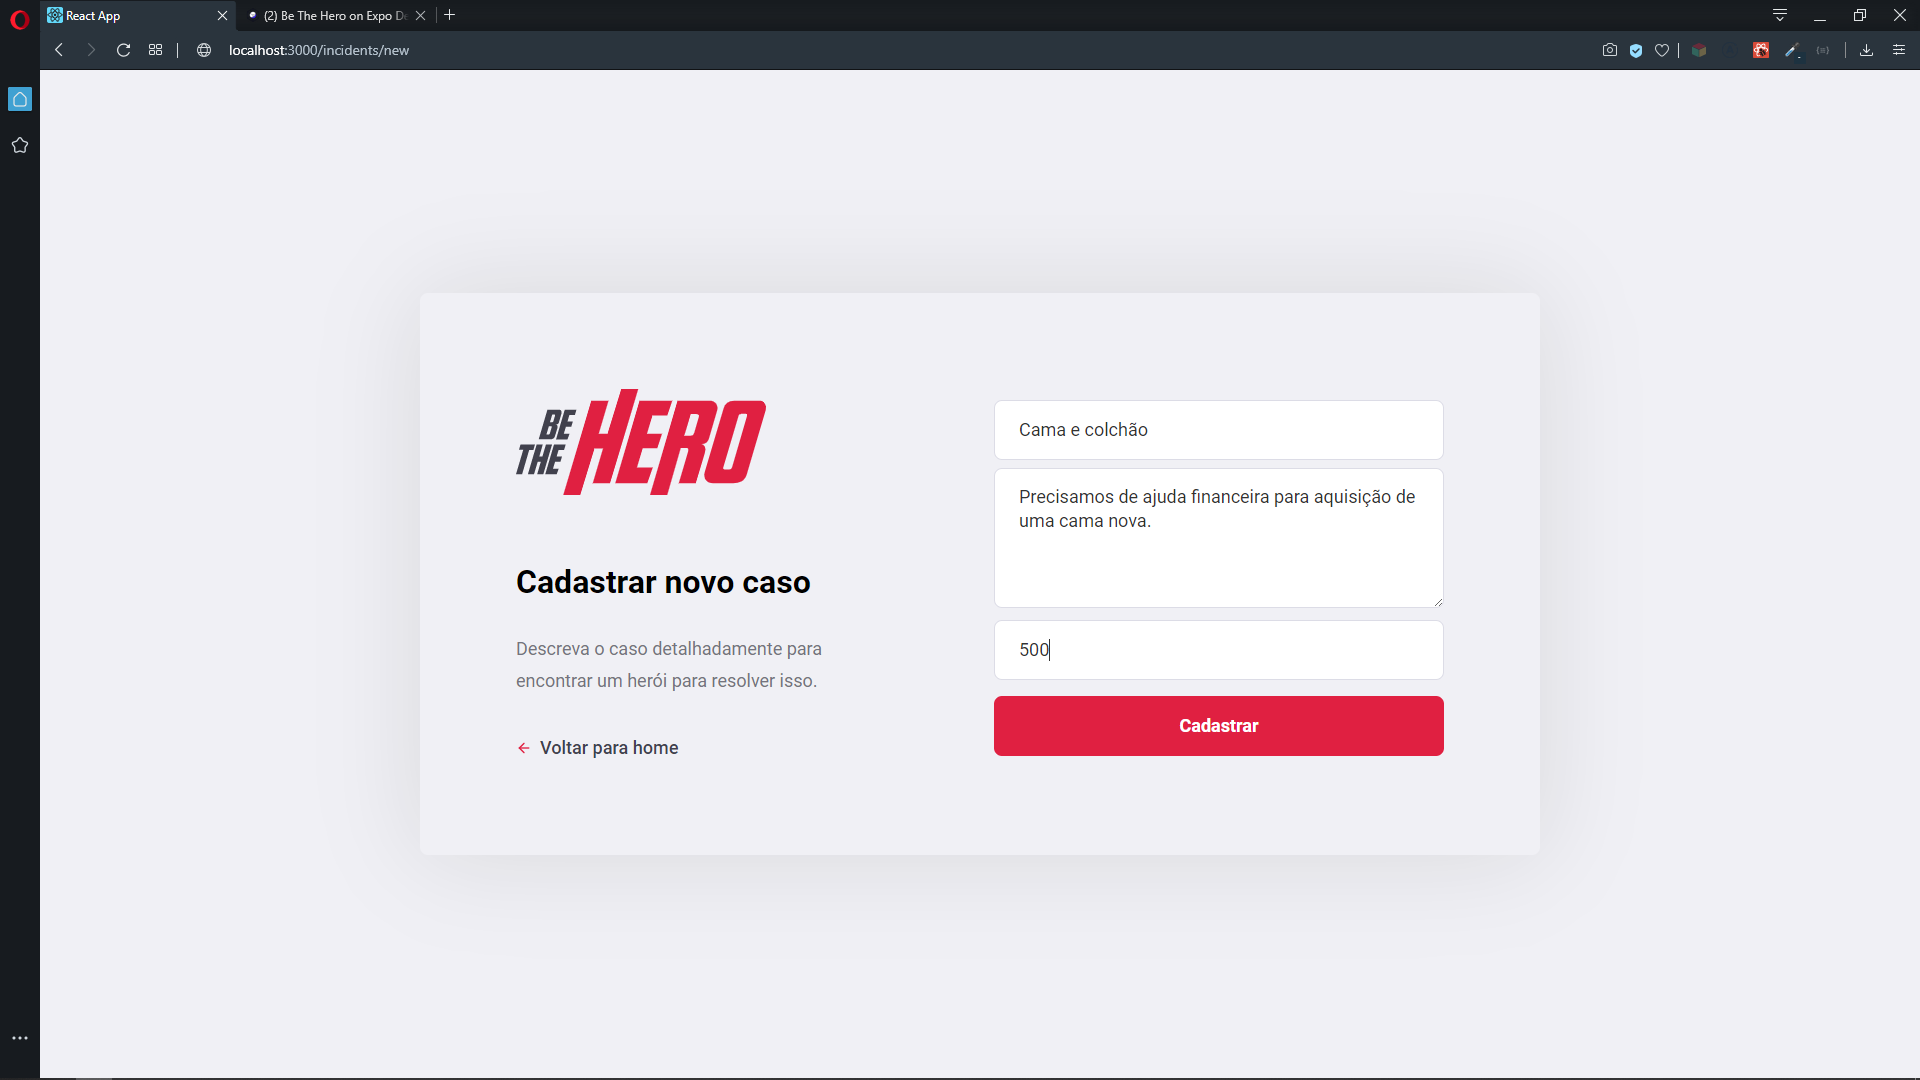 React App
(2) Be The Hero on Expo De
localhost:3000/incidents/new
BE
THE
HERO
Cadastrar novo caso
Descreva o caso detalhadamente para
encontrar um herói para resolver isso.
Voltar para home
Cama e colchão
Precisamos de ajuda financeira para aquisição de
uma cama nova.
500
Cadastrar